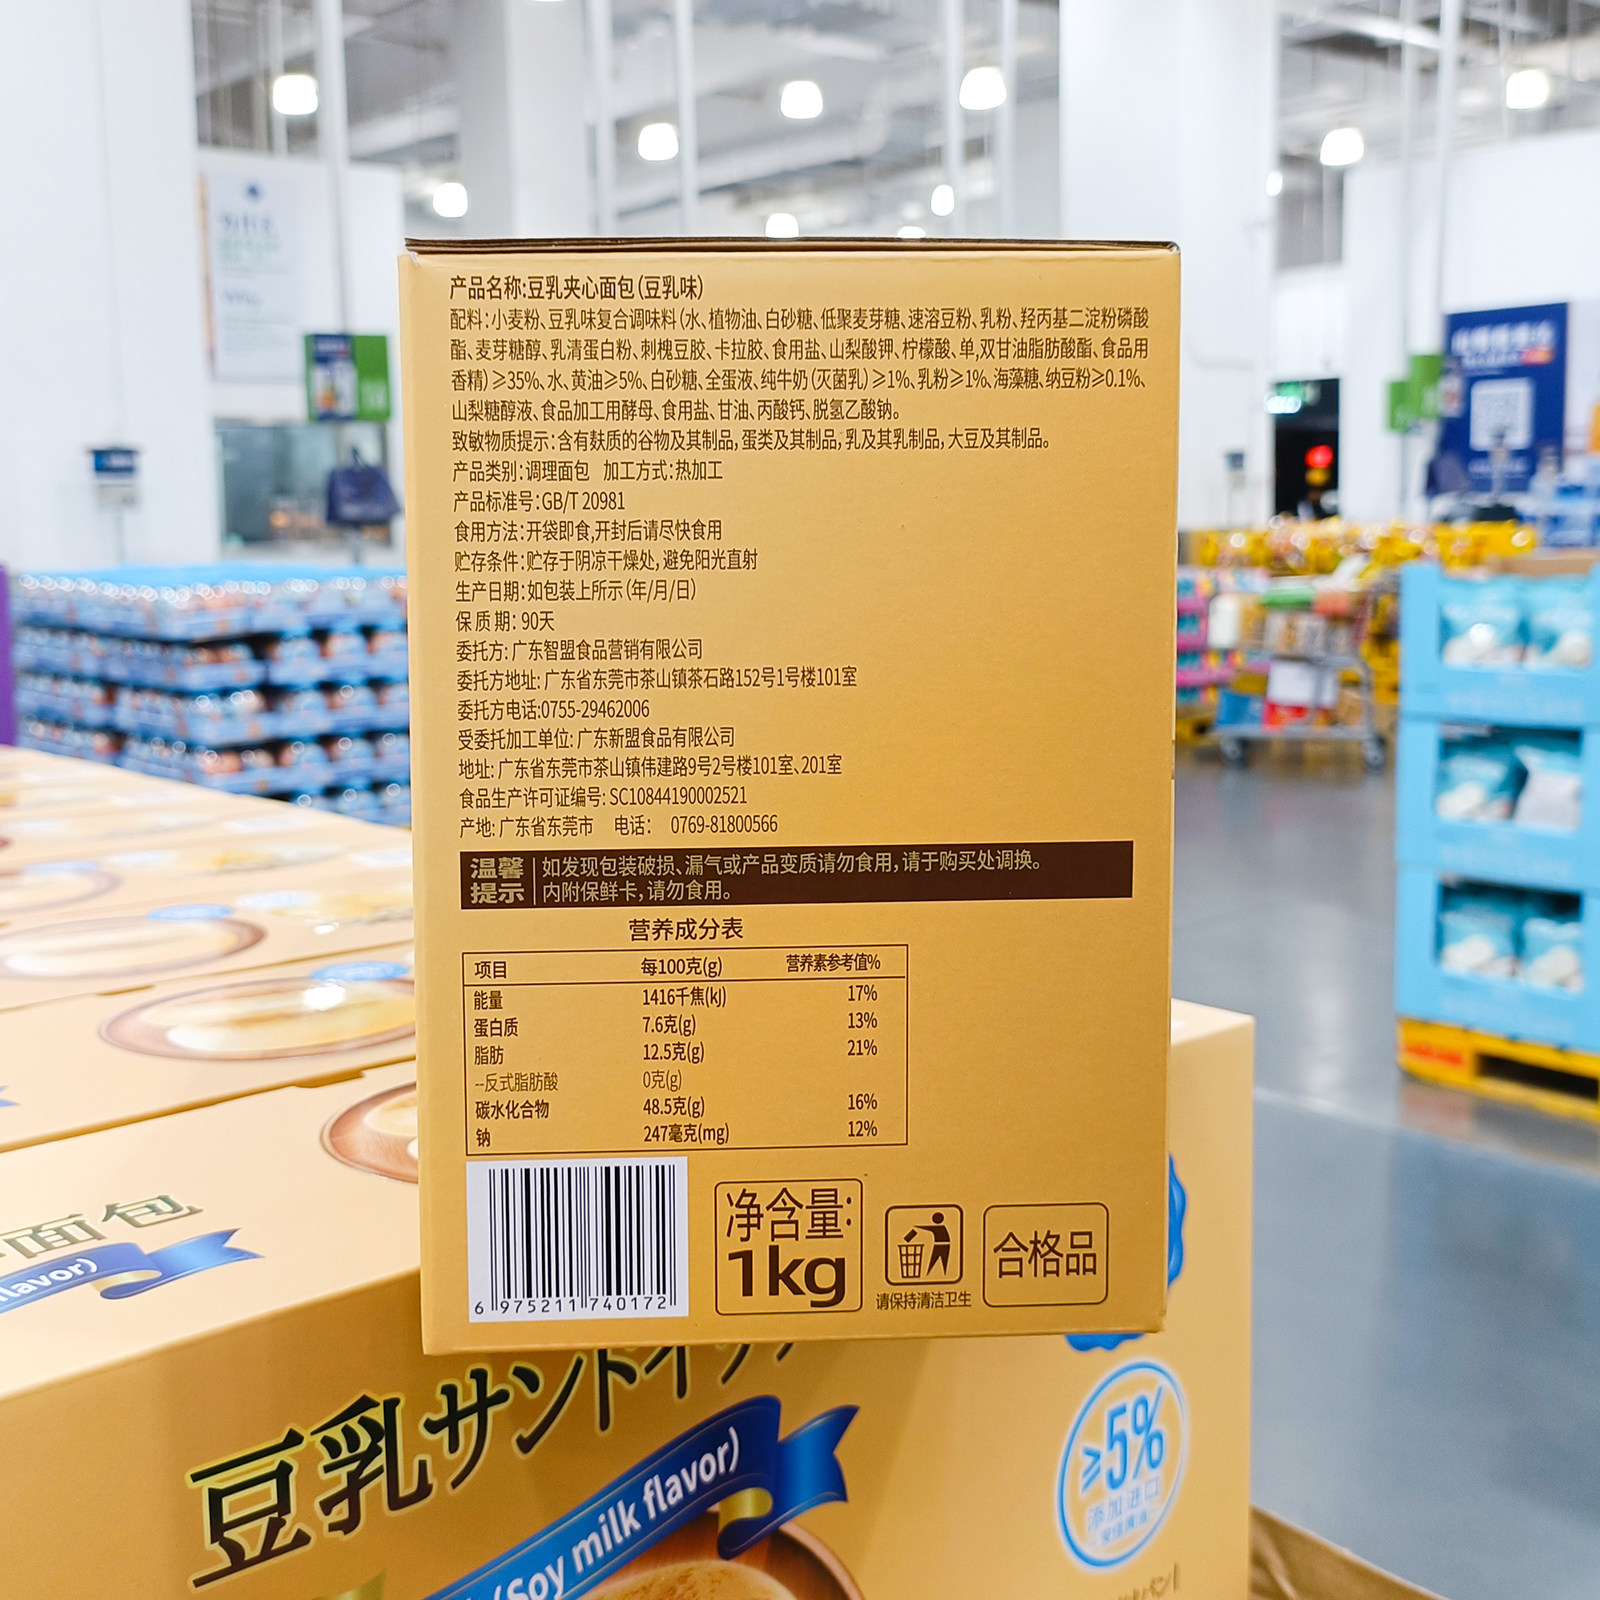 产品名称:豆乳夹心面包(豆乳味)
配料:小麦粉、豆乳味复合调味料(水、植物油、白砂糖、低聚麦芽糖、速溶豆粉、乳粉、羟丙基二淀粉磷酸
酯、麦芽糖醇、乳清蛋白粉、刺槐豆胶、卡拉胶、食用盐、山梨酸钾、柠檬酸、单,双甘油脂肪酸酯、食品用
香精)≥35%、水、黄油≥5%、白砂糖、全蛋液、纯牛奶(灭菌乳)≥1%、乳粉≥1%、海藻糖、纳豆粉≥0.1%、
山梨糖醇液、食品加工用酵母、食用盐、甘油、丙酸钙、脱氢乙酸钠。
致敏物质提示:含有麸质的谷物及其制品,蛋类及其制品,乳及其乳制品,大豆及其制品。
产品类别:调理面包 加工方式:热加工
产品标准号:GB/T 20981
食用方法:开袋即食,开封后请尽快食用
贮存条件:贮存于阴凉干燥处,避免阳光直射
生产日期:如包装上所示(年/月/日)
保质期:90天
委托方:广东智盟食品营销有限公司
委托方地址:广东省东莞市茶山镇茶石路152号1号楼101室
委托方电话:0755-29462006
受委托加工单位:广东新盟食品有限公司
地址:广东省东莞市茶山镇伟建路9号2号楼101室、201室
食品生产许可证编号:SC10844190002521
产地:广东省东莞市 电话: 0769-81800566
温馨提示 如发现包装破损、漏气或产品变质请勿食用,请于购买处调换。
内附保鲜卡,请勿食用。
营养成分表
项目 每100克(g) 营养素参考值%
能量 1416千焦(kj) 17%
蛋白质 7.6克(g) 13%
脂肪 12.5克(g) 21%
--反式脂肪酸 0克(g)
碳水化合物 48.5克(g) 16%
钠 247毫克(mg) 12%
6 975211 740172
净含量:
1kg
请保持清洁卫生
合格品
面包
flavor)
豆乳サンドイッ
(Soy milk flavor)
≥5%
添加进口